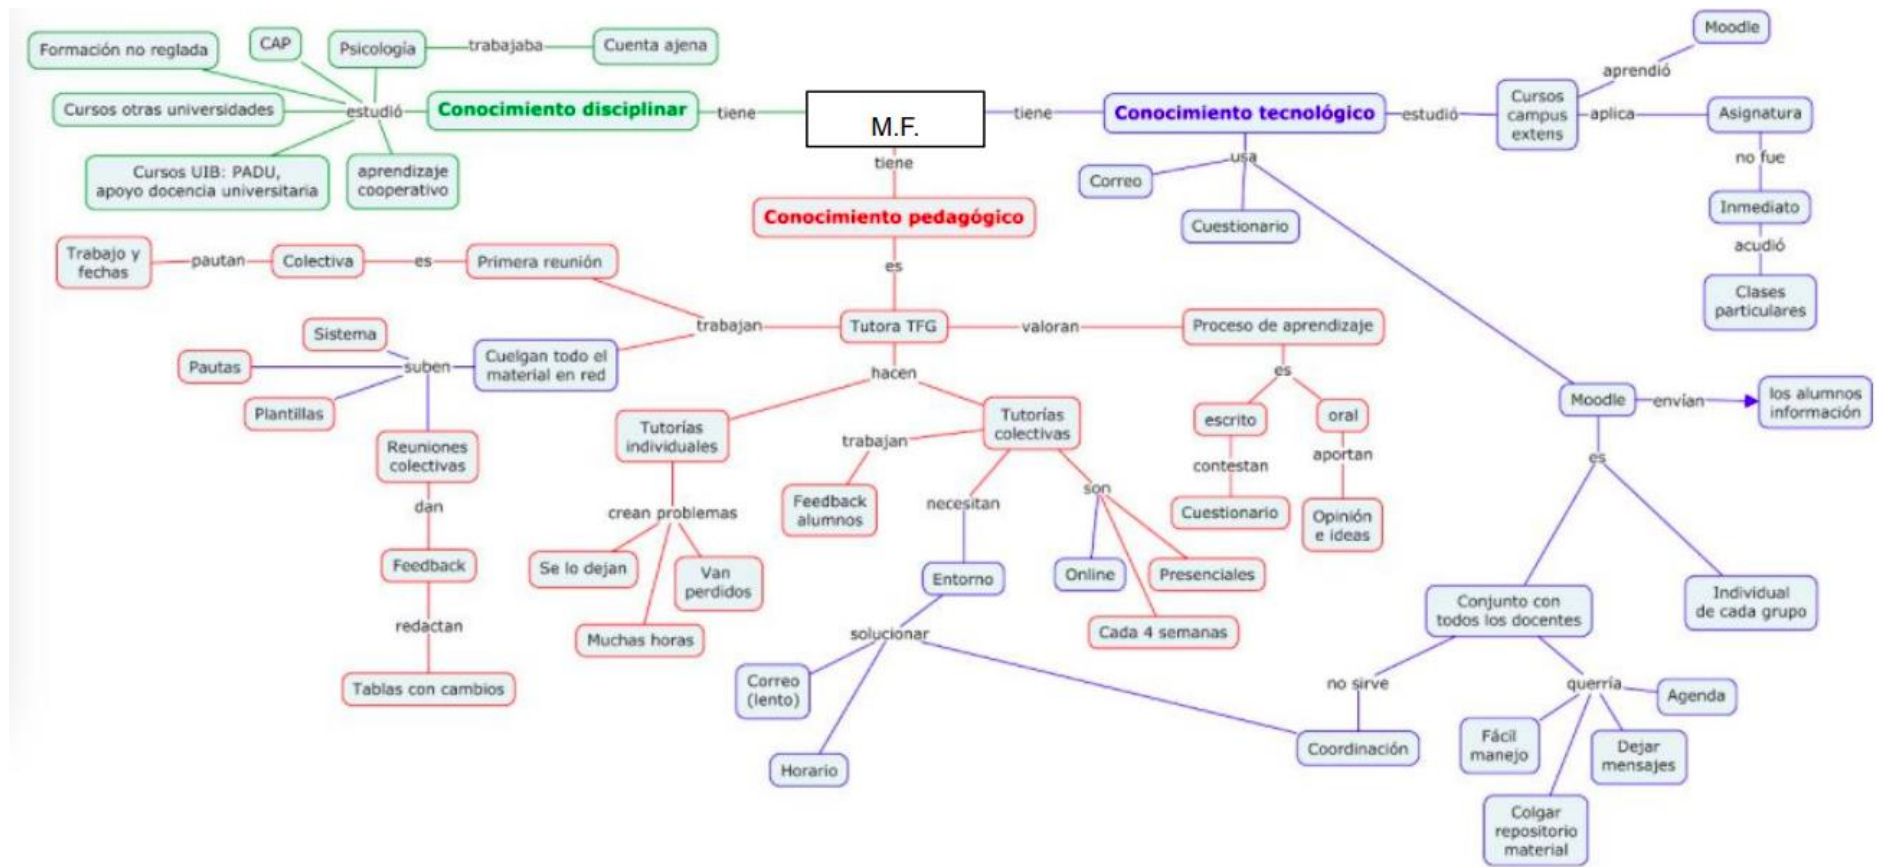 Formación no reglada
CAP
Psicología
trabajaba
Cuenta ajena
Cursos otras universidades
estudió
Conocimiento disciplinar
tiene
Cursos UIB: PADU,
apoyo docencia universitaria
aprendizaje
cooperativo
M.F.
tiene
Conocimiento tecnológico
estudió
Cursos
campus
extens
aprendió
Moodle
aplica
Asignatura
no fue
Inmediato
acudió
Clases
particulares
usa
Correo
Cuestionario
tiene
Conocimiento pedagógico
es
Trabajo y
fechas
pautan
Colectiva
es
Primera reunión
trabajan
Tutora TFG
valoran
Proceso de aprendizaje
Sistema
Pautas
suben
Cuelgan todo el
material en red
Plantillas
Reuniones
colectivas
dan
Feedback
redactan
Tablas con cambios
hacen
Tutorías
individuales
crean problemas
Se lo dejan
Van
perdidos
Muchas horas
Tutorías
colectivas
trabajan
Feedback
alumnos
necesitan
son
Entorno
Online
Presenciales
Cada 4 semanas
solucionar
Correo
(lento)
Horario
es
escrito
oral
contestan
aportan
Cuestionario
Opinión
e ideas
Moodle
envían
los alumnos
información
es
Conjunto con
todos los docentes
Individual
de cada grupo
no sirve
querría
Agenda
Coordinación
Fácil
manejo
Dejar
mensajes
Colgar
repositorio
material